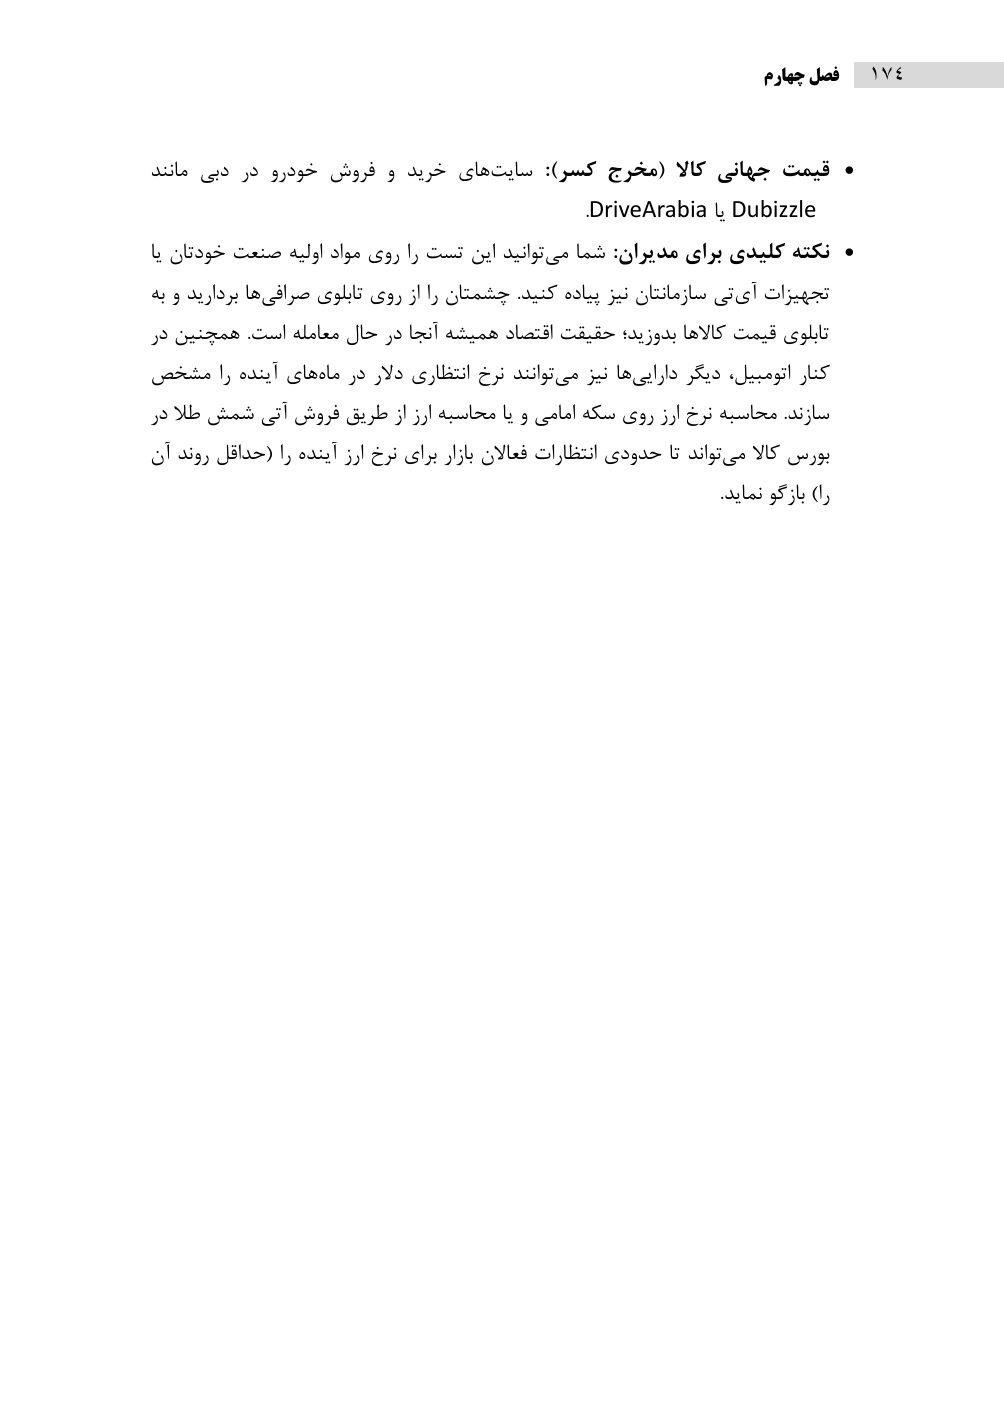 ١٧٤ فصل چهارم
• قیمت جهانی کالا (مخرج کسر): سایت‌های خرید و فروش خودرو در دبی مانند
Dubizzle یا DriveArabia.
• نکته کلیدی برای مدیران: شما می‌توانید این تست را روی مواد اولیه صنعت خودتان یا
تجهیزات آی‌تی سازمانتان نیز پیاده کنید. چشمتان را از روی تابلوی صرافی‌ها بردارید و به
تابلوی قیمت کالاها بدوزید؛ حقیقت اقتصاد همیشه آنجا در حال معامله است. همچنین در
کنار اتومبیل، دیگر دارایی‌ها نیز می‌توانند نرخ انتظاری دلار در ماه‌های آینده را مشخص
سازند. محاسبه نرخ ارز روی سکه امامی و یا محاسبه ارز از طریق فروش آتی شمش طلا در
بورس کالا می‌تواند تا حدودی انتظارات فعالان بازار برای نرخ ارز آینده را (حداقل روند آن
را) بازگو نماید.